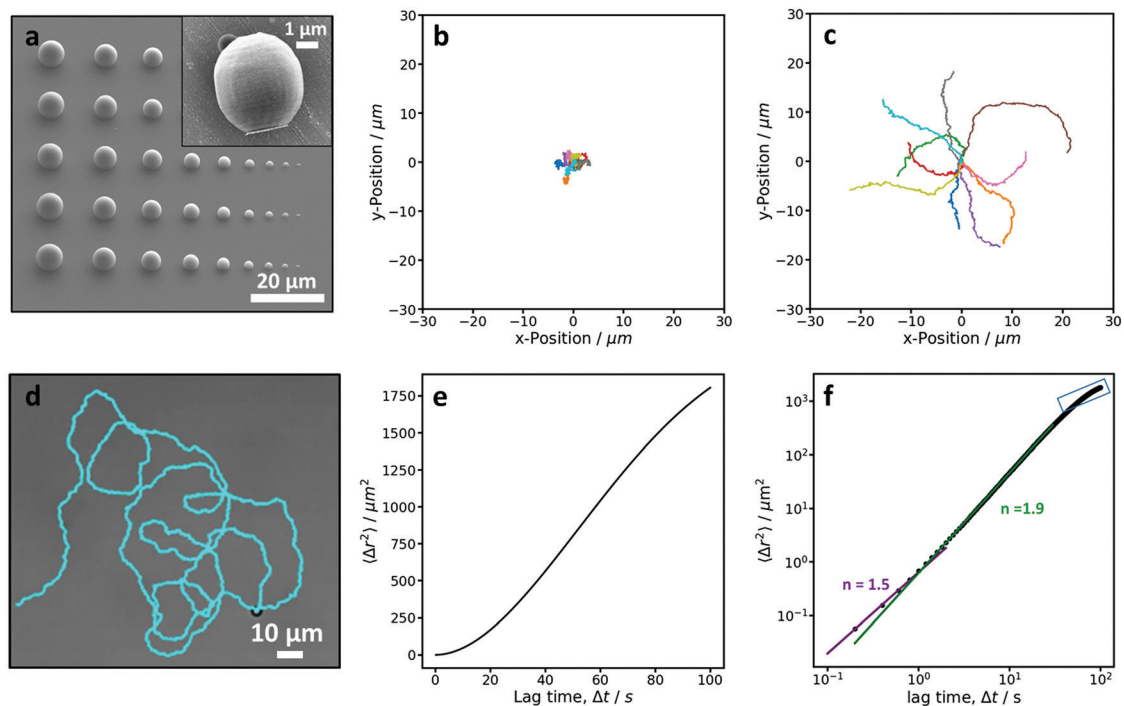 a
1 µm
20 µm
b
30
20
10
0
−10
−20
−30
−30 −20 −10 0 10 20 30
y-Position / µm
x-Position / µm
c
30
20
10
0
−10
−20
−30
−30 −20 −10 0 10 20 30
y-Position / µm
x-Position / µm
d
10 µm
e
1750
1500
1250
1000
750
500
250
0
0 20 40 60 80 100
⟨Δr²⟩ / µm²
Lag time, Δt / s
f
10³
10²
10¹
10⁰
10⁻¹
10⁻¹ 10⁰ 10¹ 10²
⟨Δr²⟩ / µm²
n =1.9
n = 1.5
lag time, Δt / s